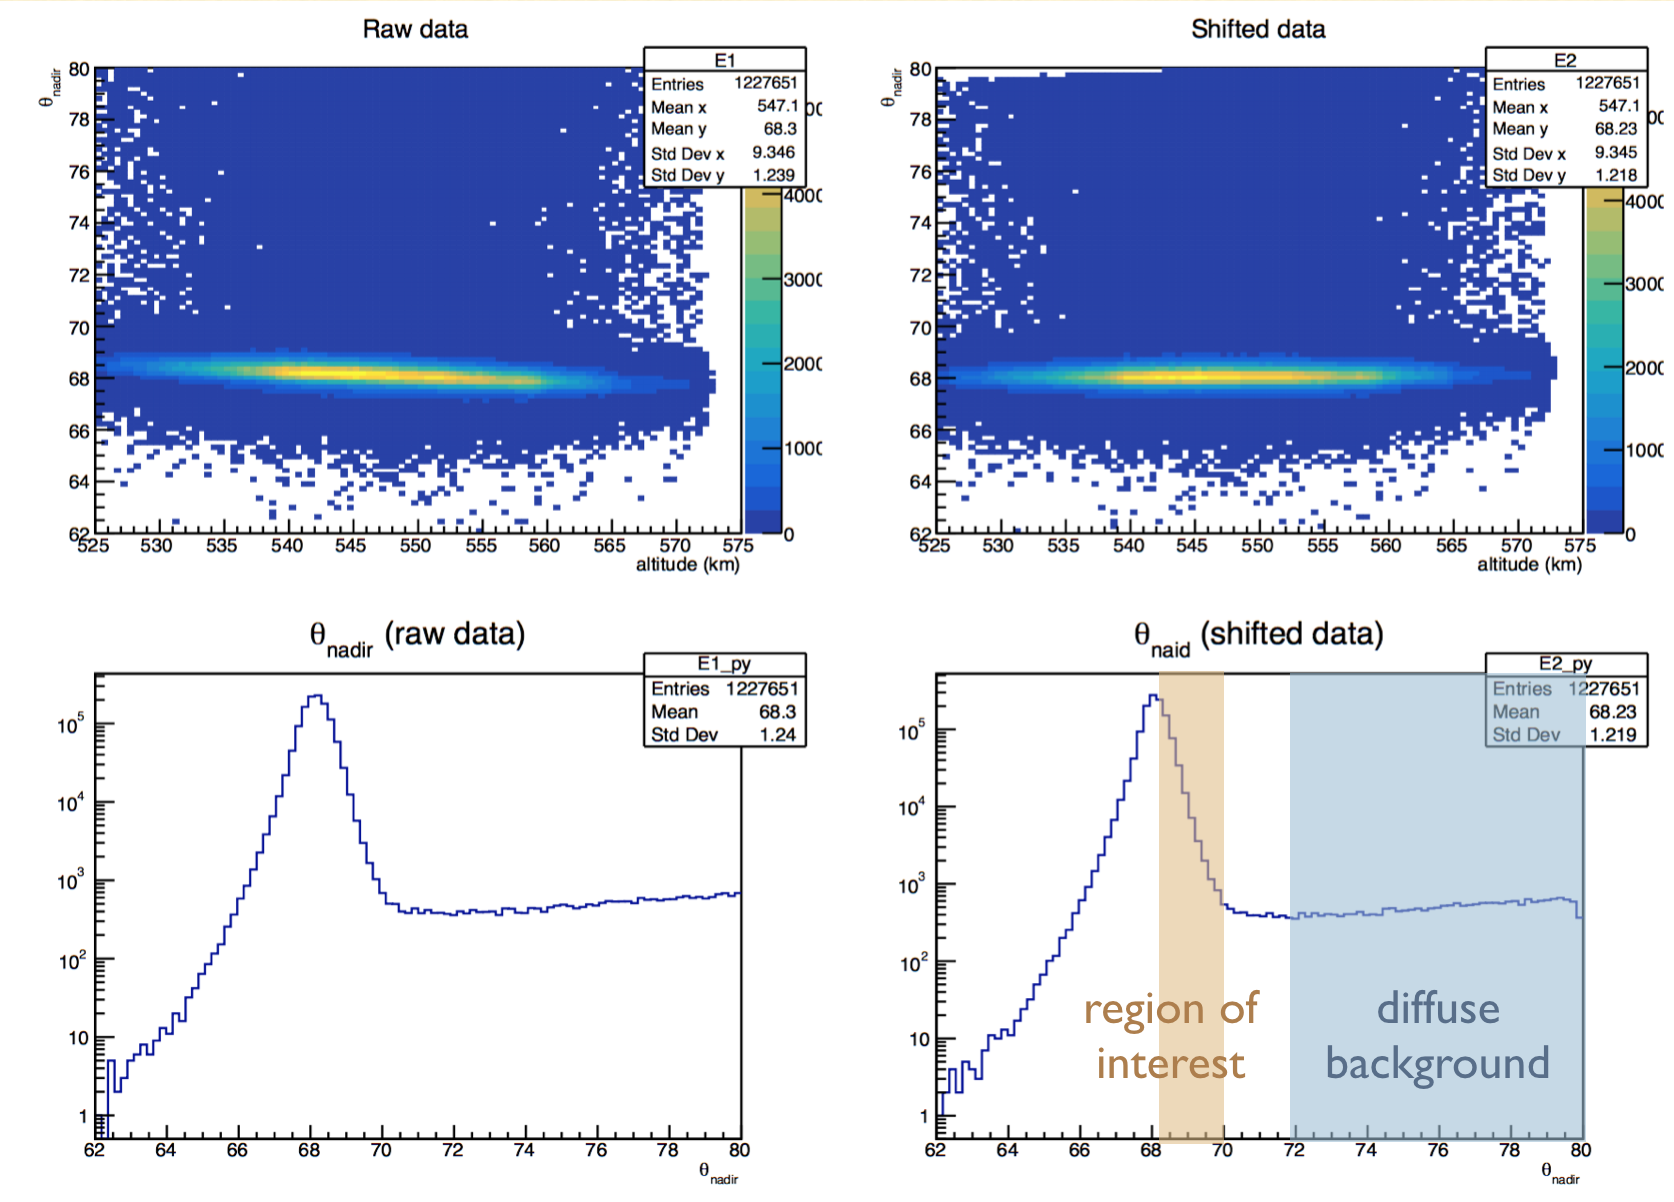 Raw data
E1
Entries 1227651
Mean x 547.1
Mean y 68.3
Std Dev x 9.346
Std Dev y 1.239
θnadir
80
78
76
74
72
70
68
66
64
62
525 530 535 540 545 550 555 560 565 570 575
altitude (km)
4000
3000
2000
1000
0
Shifted data
E2
Entries 1227651
Mean x 547.1
Mean y 68.23
Std Dev x 9.345
Std Dev y 1.218
θnadir
80
78
76
74
72
70
68
66
64
62
525 530 535 540 545 550 555 560 565 570 575
altitude (km)
4000
3000
2000
1000
0
θnadir (raw data)
E1_py
Entries 1227651
Mean 68.3
Std Dev 1.24
10^5
10^4
10^3
10^2
10
1
62 64 66 68 70 72 74 76 78 80
θnadir
θnaid (shifted data)
E2_py
Entries 1227651
Mean 68.23
Std Dev 1.219
10^5
10^4
10^3
10^2
10
1
region of
interest
diffuse
background
62 64 66 68 70 72 74 76 78 80
θnadir